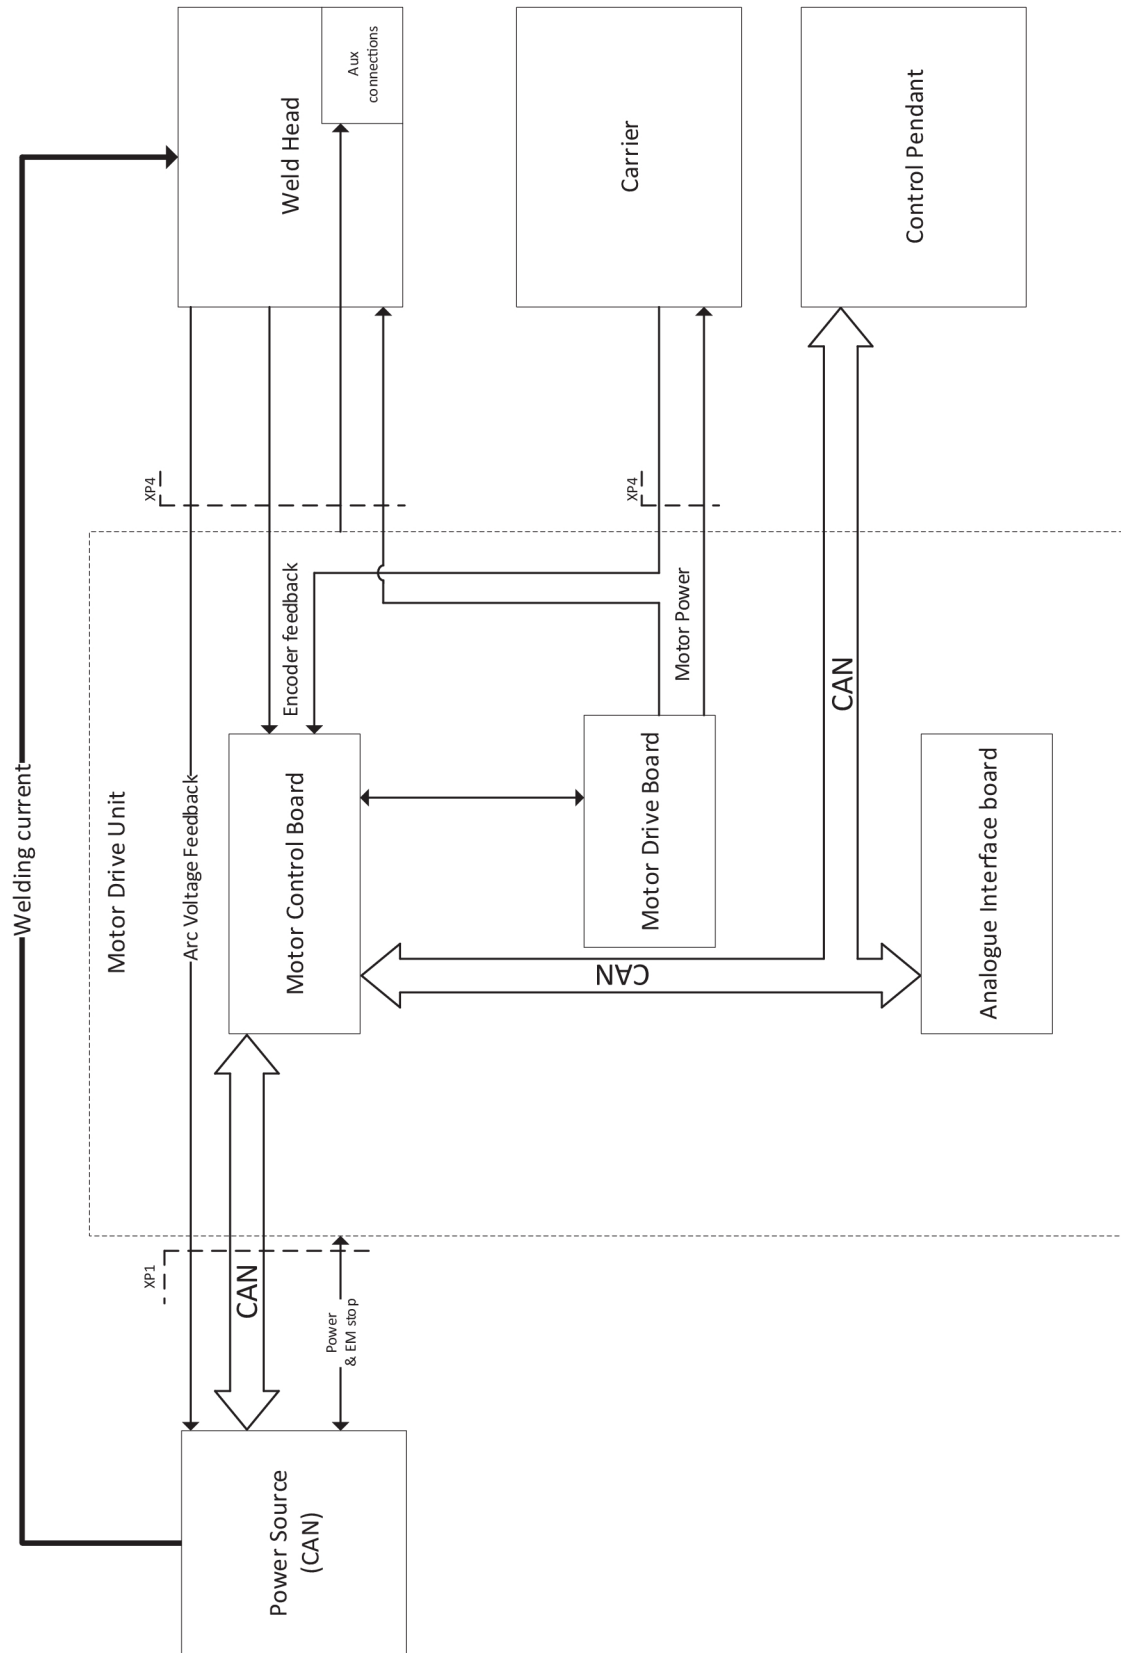 Welding current
Motor Drive Unit
Arc Voltage Feedback
XP1
XP4
Power Source
(CAN)
CAN
Power
& EM stop
Motor Control Board
Encoder feedback
Weld Head
Aux
connections
XP4
Carrier
Motor Drive Board
Motor Power
CAN
CAN
Analogue Interface board
Control Pendant